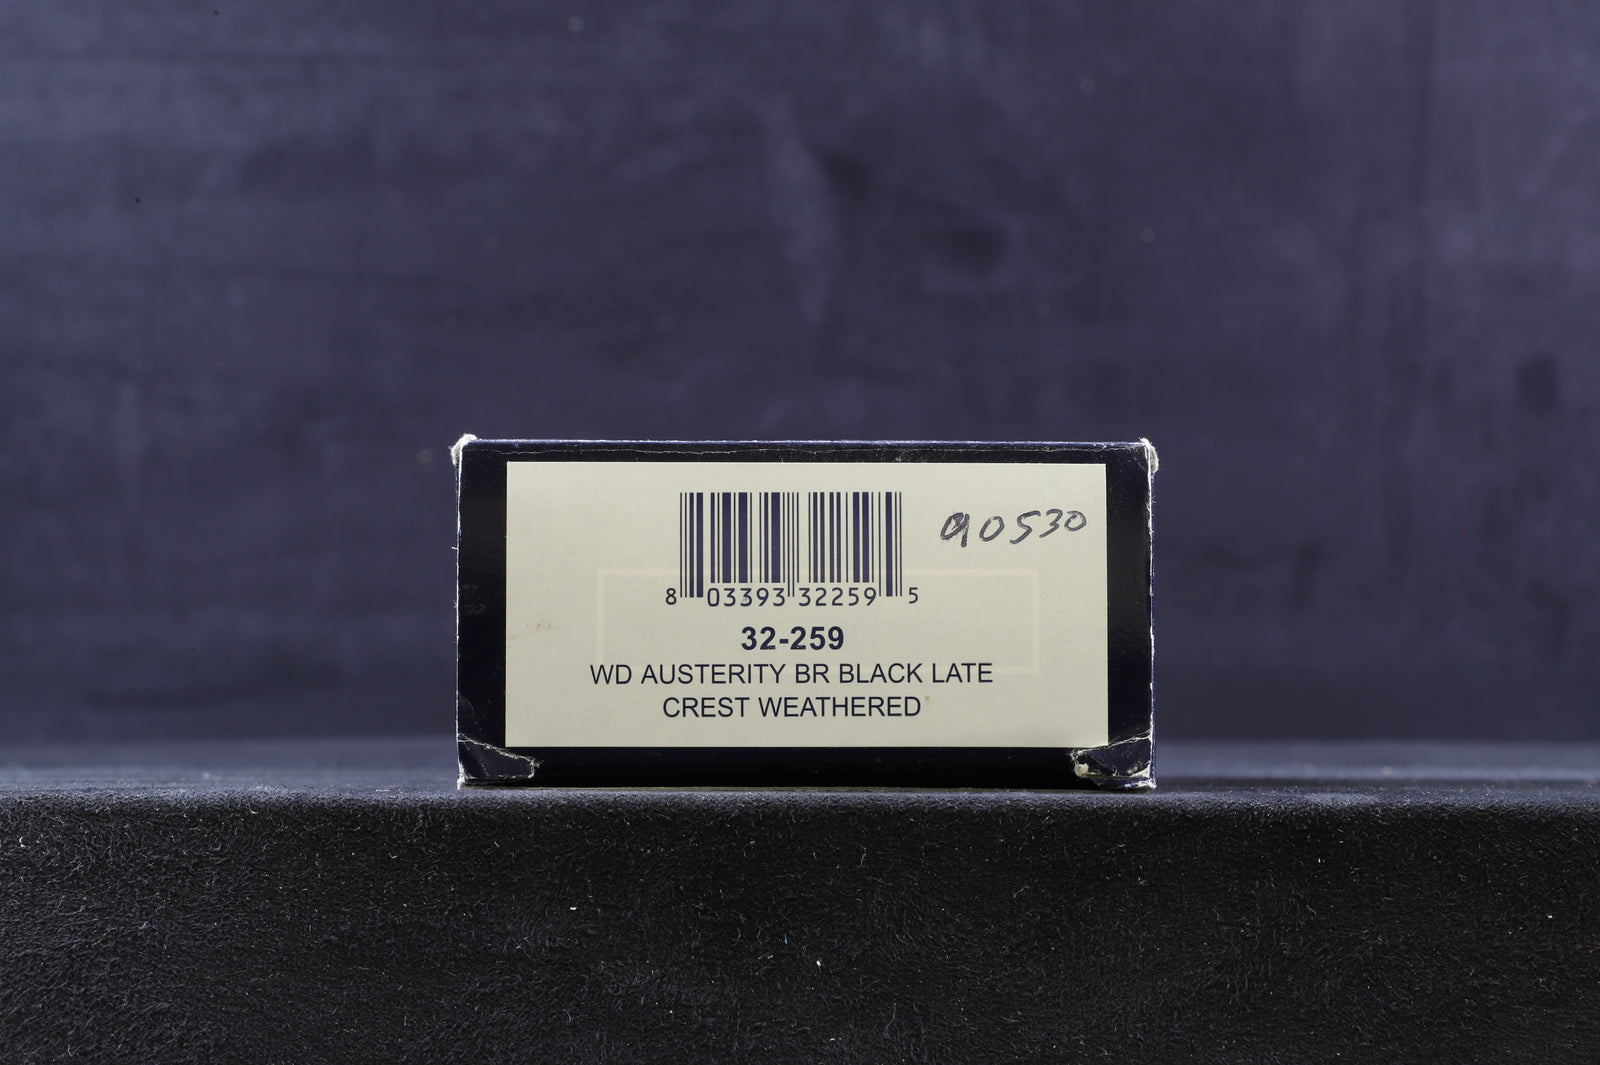 90530
8 03393 32259 5
32-259
WD AUSTERITY BR BLACK LATE
CREST WEATHERED